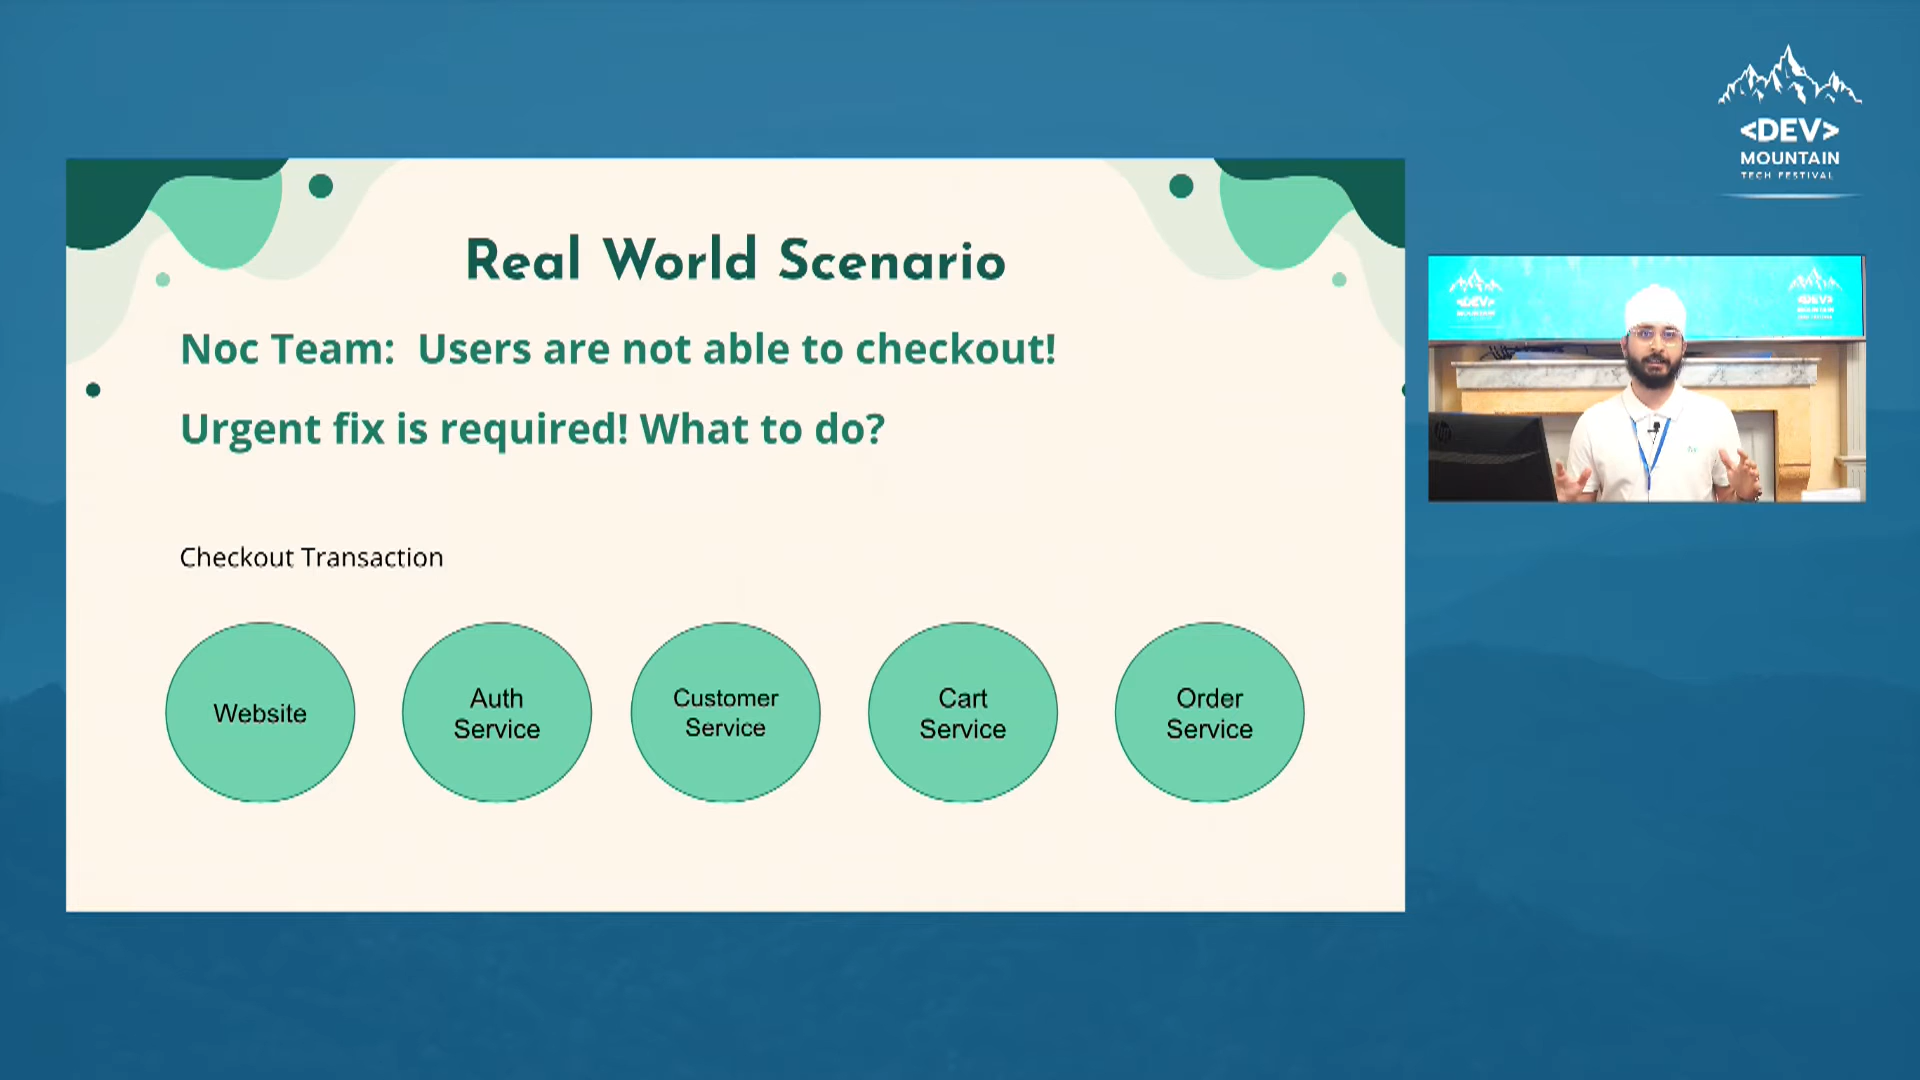 <DEV>
MOUNTAIN
TECH FESTIVAL
Real World Scenario
Noc Team: Users are not able to checkout!
Urgent fix is required! What to do?
Checkout Transaction
Website
Auth
Service
Customer
Service
Cart
Service
Order
Service